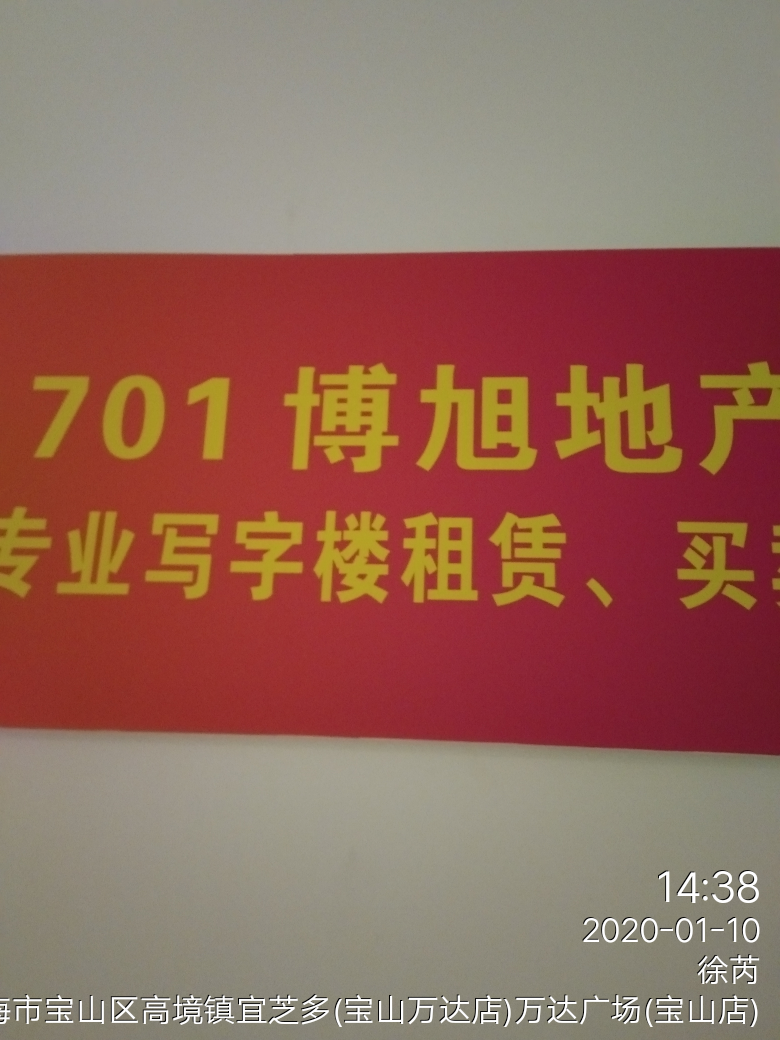 701 博旭地产
专业写字楼租赁、买
14:38
2020-01-10
徐芮
海市宝山区高境镇宜芝多(宝山万达店)万达广场(宝山店)